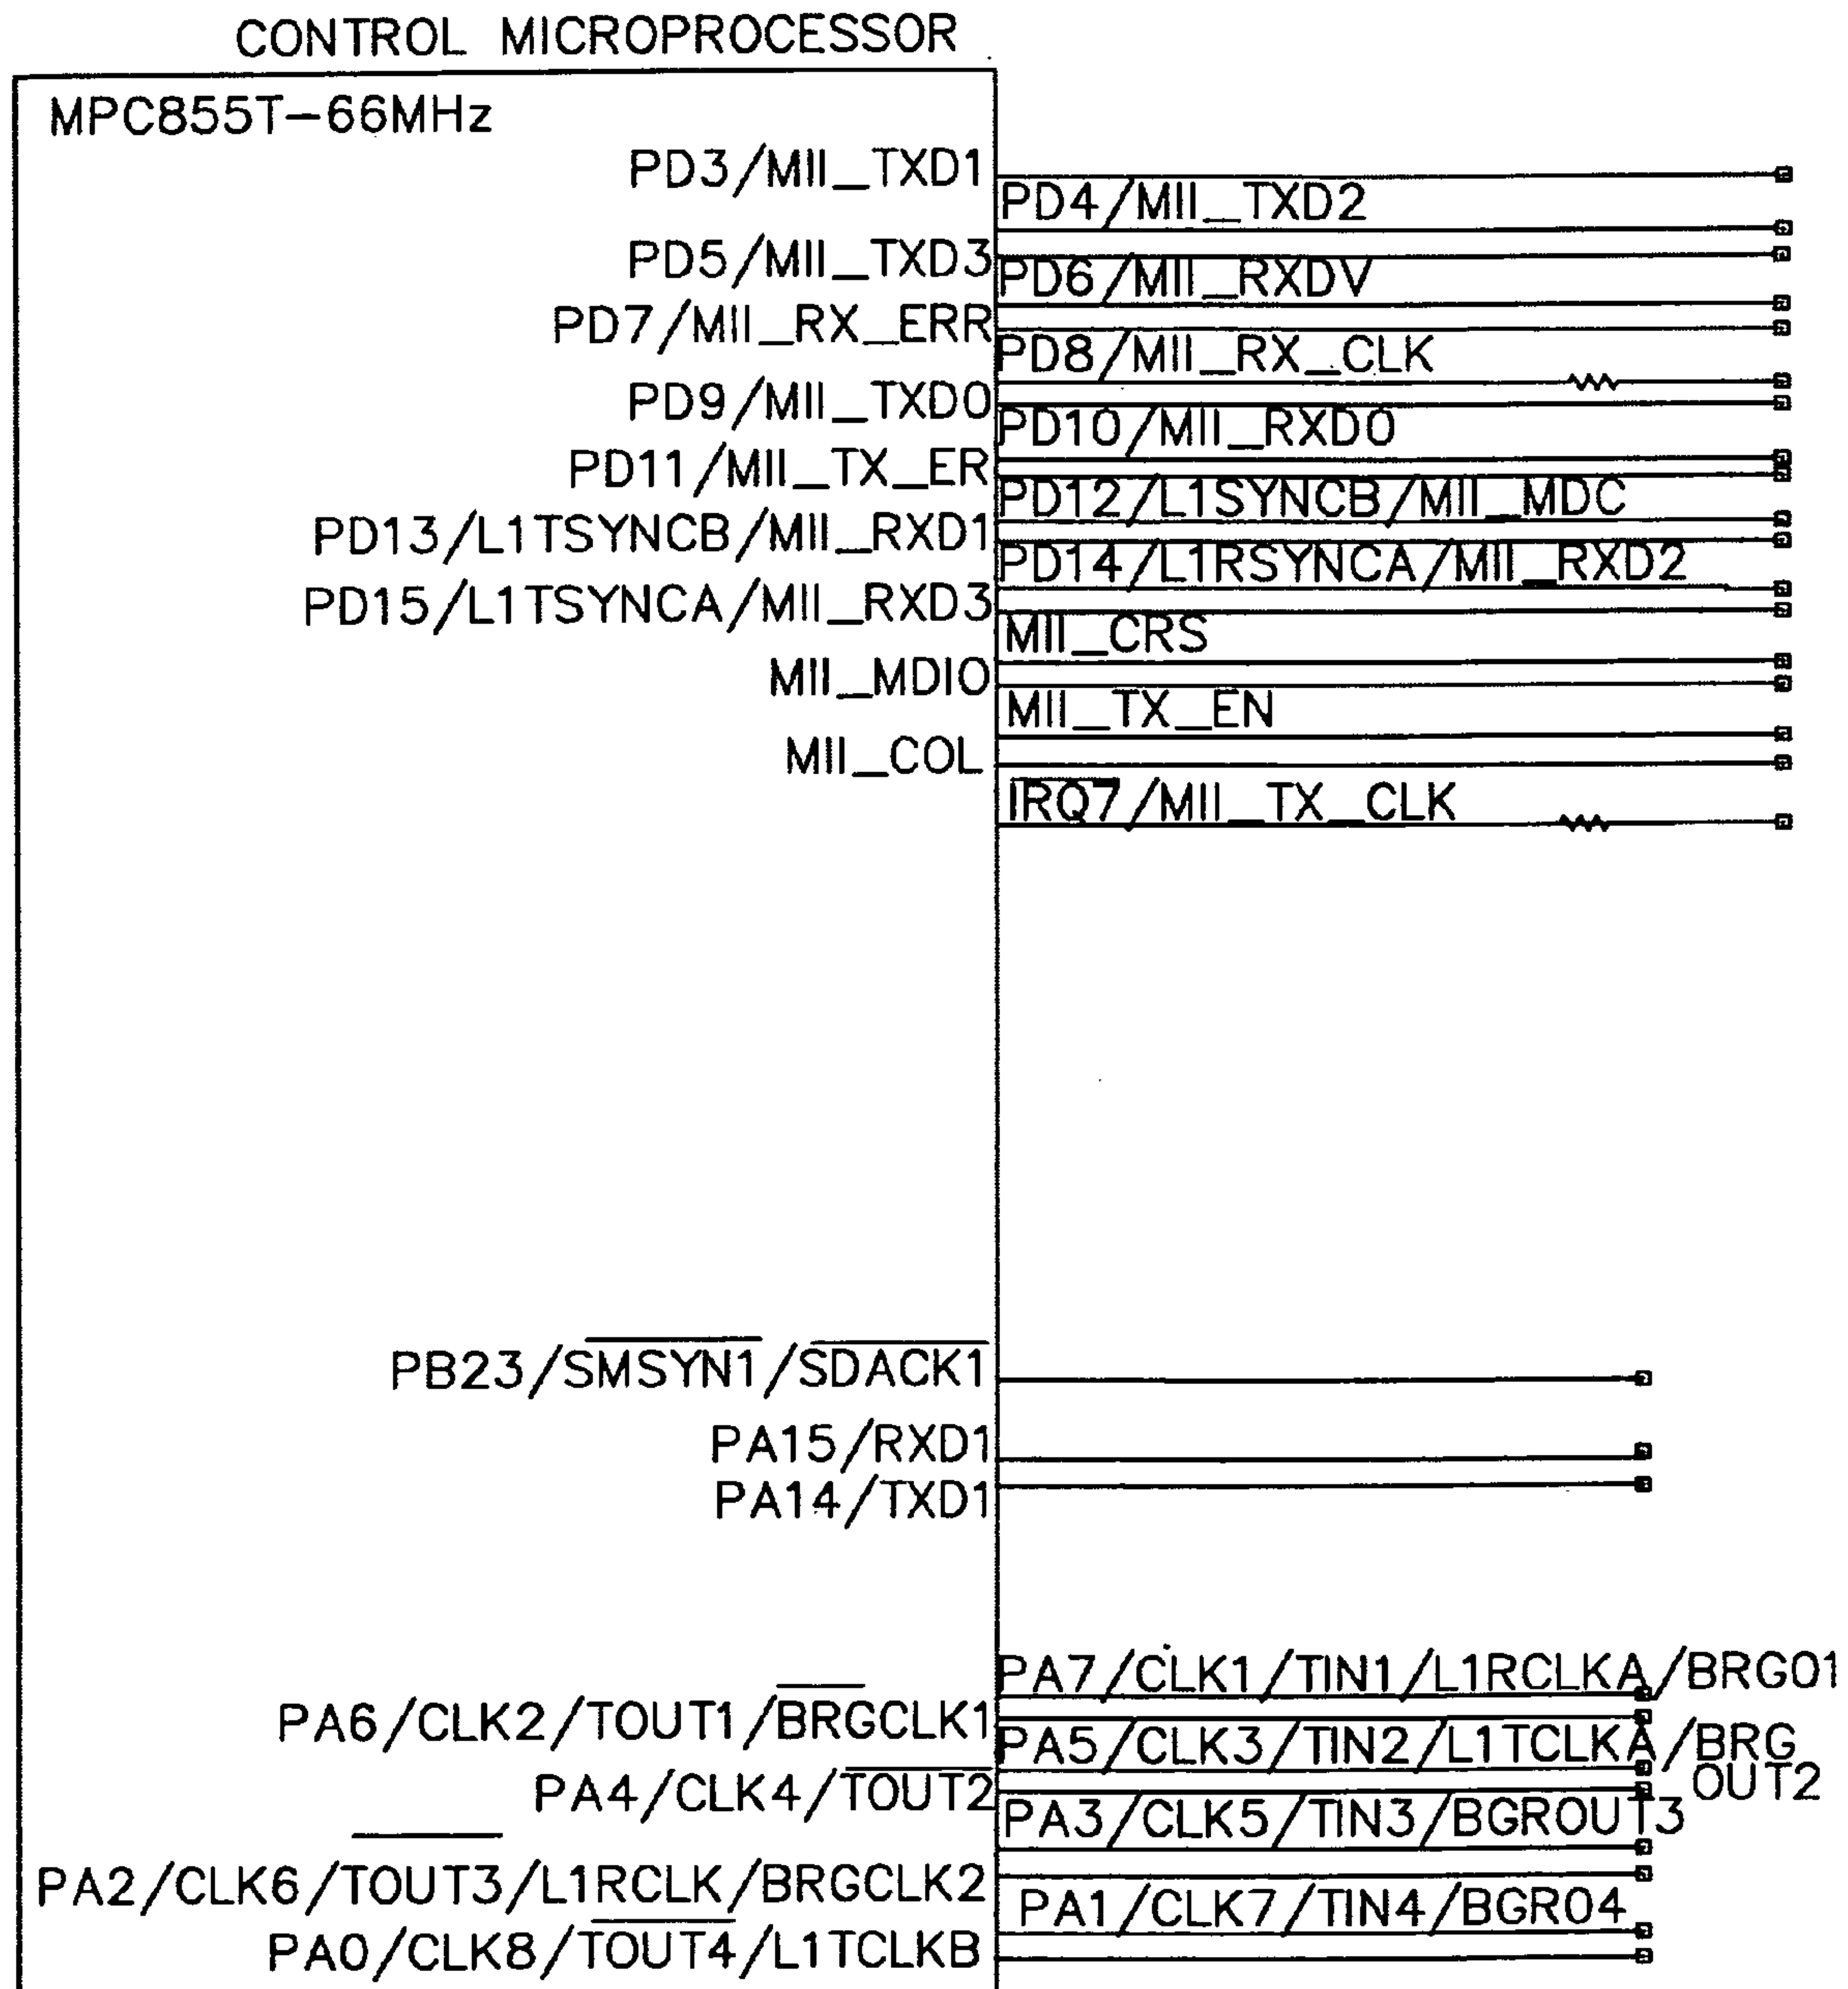 CONTROL MICROPROCESSOR
MPC855T-66MHz
PD3/MII_TXD1
PD4/MII_TXD2
PD5/MII_TXD3
PD6/MII_RXDV
PD7/MII_RX_ERR
PD8/MII_RX_CLK
PD9/MII_TXD0
PD10/MII_RXD0
PD11/MII_TX_ER
PD12/L1SYNCB/MII_MDC
PD13/L1TSYNCB/MII_RXD1
PD14/L1RSYNCA/MII_RXD2
PD15/L1TSYNCA/MII_RXD3
MII_CRS
MII_MDIO
MII_TX_EN
MII_COL
IRQ7/MII_TX_CLK
PB23/SMSYN1/SDACK1
PA15/RXD1
PA14/TXD1
PA7/CLK1/TIN1/L1RCLKA/BRGO1
PA6/CLK2/TOUT1/BRGCLK1
PA5/CLK3/TIN2/L1TCLKA/BRG
OUT2
PA4/CLK4/TOUT2
PA3/CLK5/TIN3/BGROUT3
PA2/CLK6/TOUT3/L1RCLK/BRGCLK2
PA1/CLK7/TIN4/BGRO4
PA0/CLK8/TOUT4/L1TCLKB